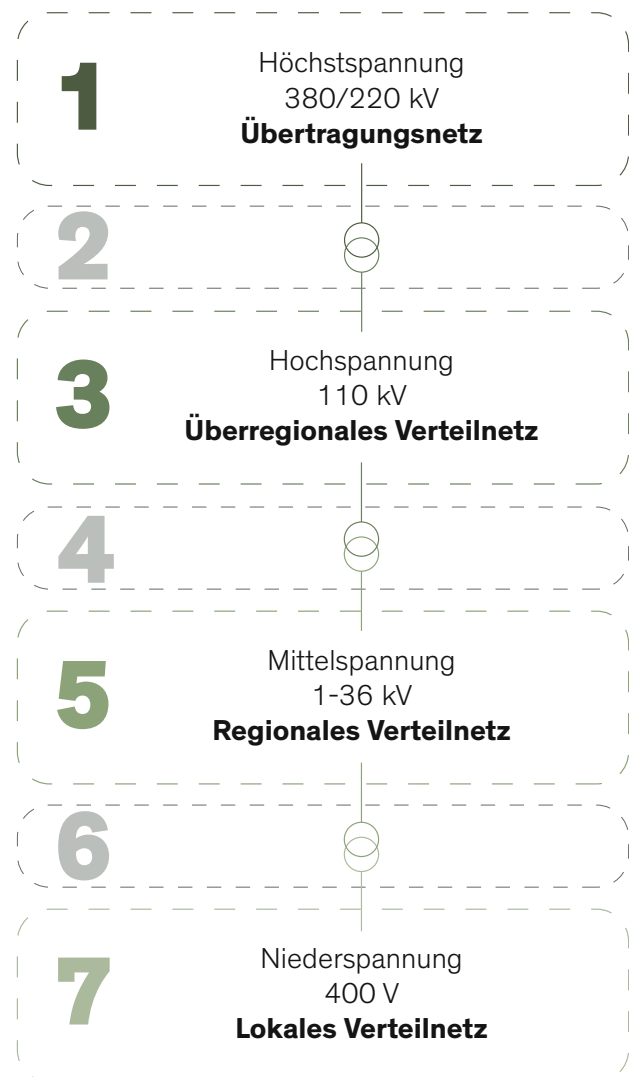 1
Höchstspannung
380/220 kV
Übertragungsnetz
2
3
Hochspannung
110 kV
Überregionales Verteilnetz
4
5
Mittelspannung
1-36 kV
Regionales Verteilnetz
6
7
Niederspannung
400 V
Lokales Verteilnetz